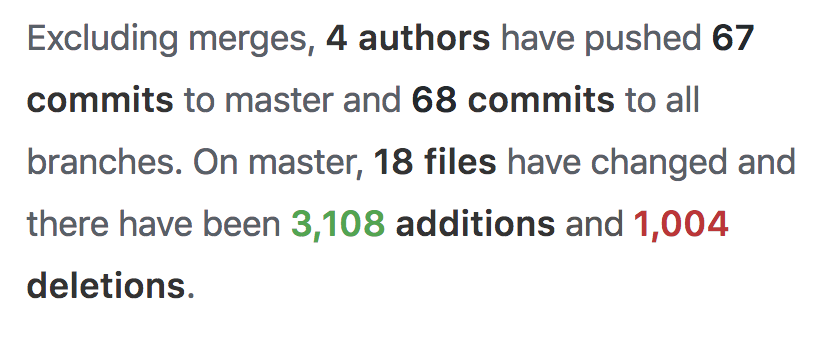 Excluding merges, 4 authors have pushed 67
commits to master and 68 commits to all
branches. On master, 18 files have changed and
there have been 3,108 additions and 1,004
deletions.